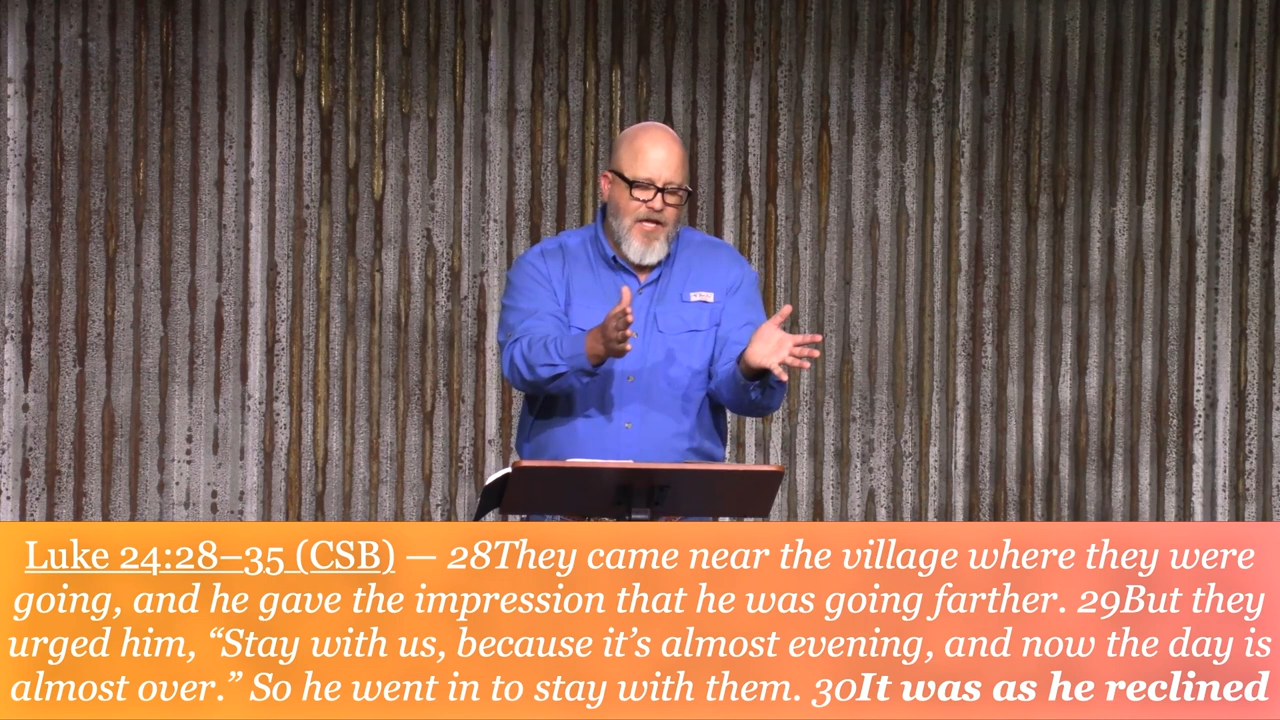 Luke 24:28–35 (CSB) — 28They came near the village where they were
going, and he gave the impression that he was going farther. 29But they
urged him, “Stay with us, because it’s almost evening, and now the day is
almost over.” So he went in to stay with them. 30It was as he reclined